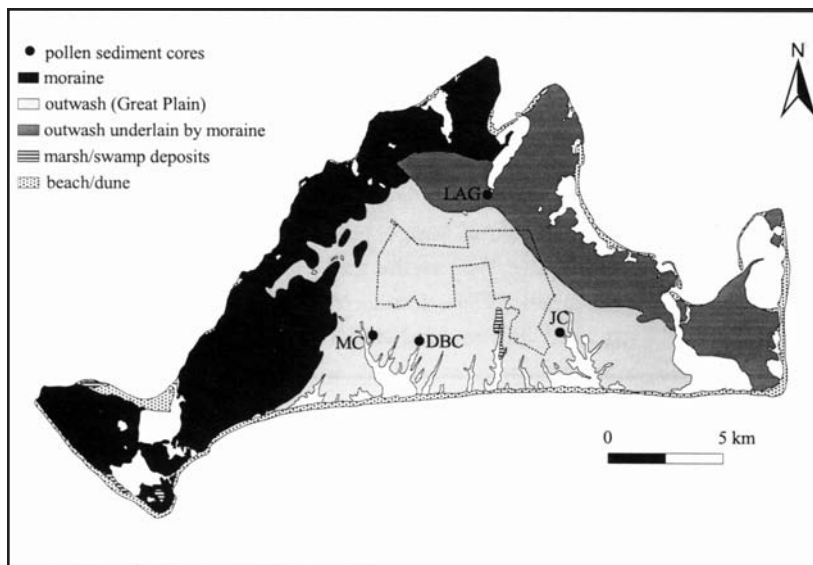 pollen sediment cores
moraine
outwash (Great Plain)
outwash underlain by moraine
marsh/swamp deposits
beach/dune
N
LAG
MC
DBC
JC
0 5 km